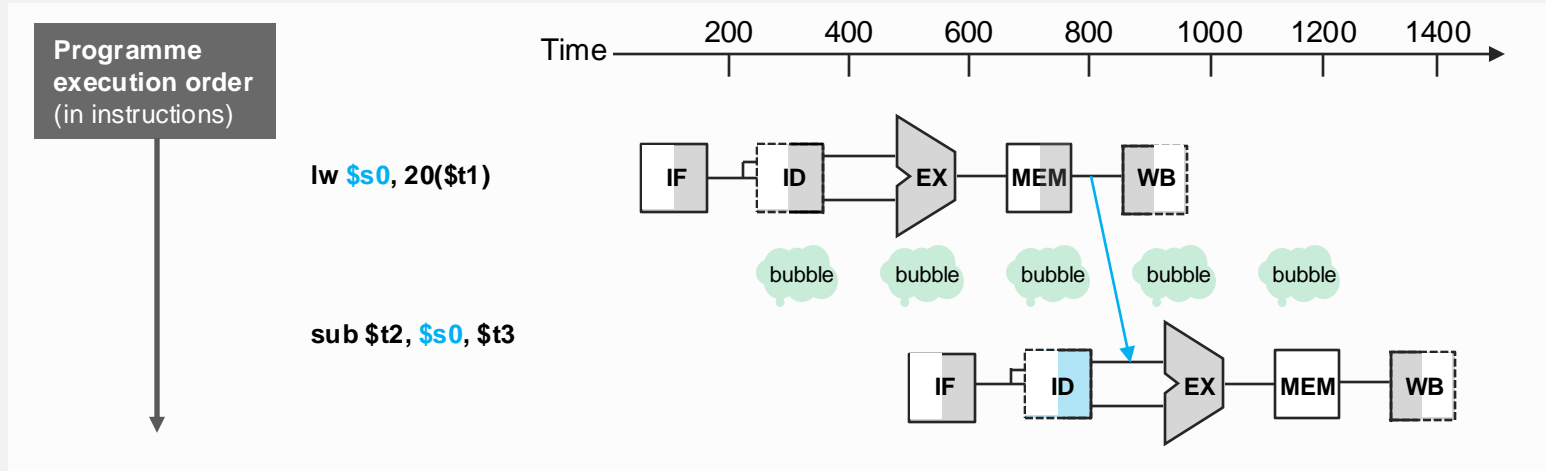 Programme
execution order
(in instructions)
Time 200 400 600 800 1000 1200 1400
lw $s0, 20($t1) IF ID EX MEM WB
bubble bubble bubble bubble bubble
sub $t2, $s0, $t3
IF ID EX MEM WB